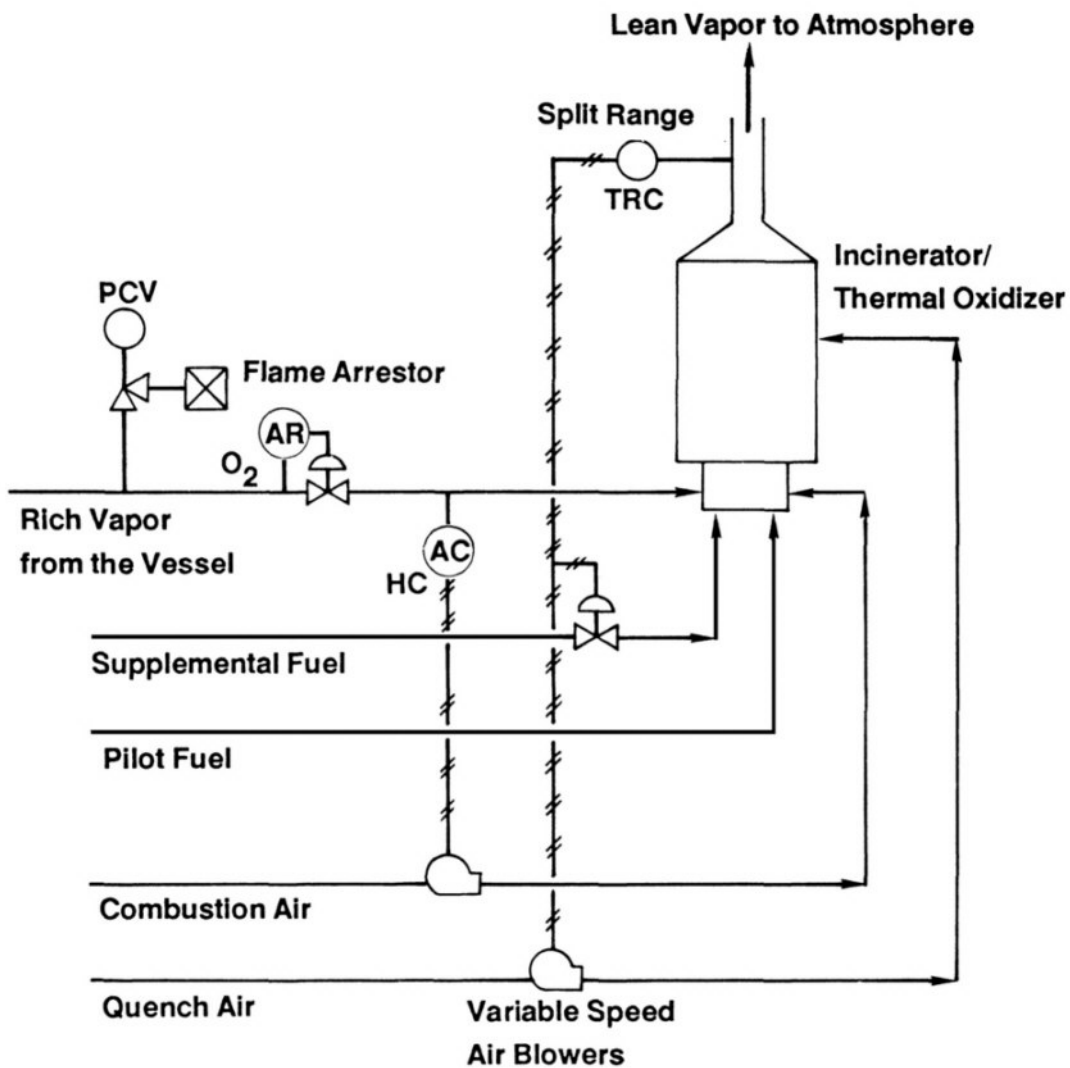 Lean Vapor to Atmosphere
Split Range
TRC
Incinerator/
Thermal Oxidizer
PCV
Flame Arrestor
AR
O2
Rich Vapor
from the Vessel
AC
HC
Supplemental Fuel
Pilot Fuel
Combustion Air
Quench Air
Variable Speed
Air Blowers